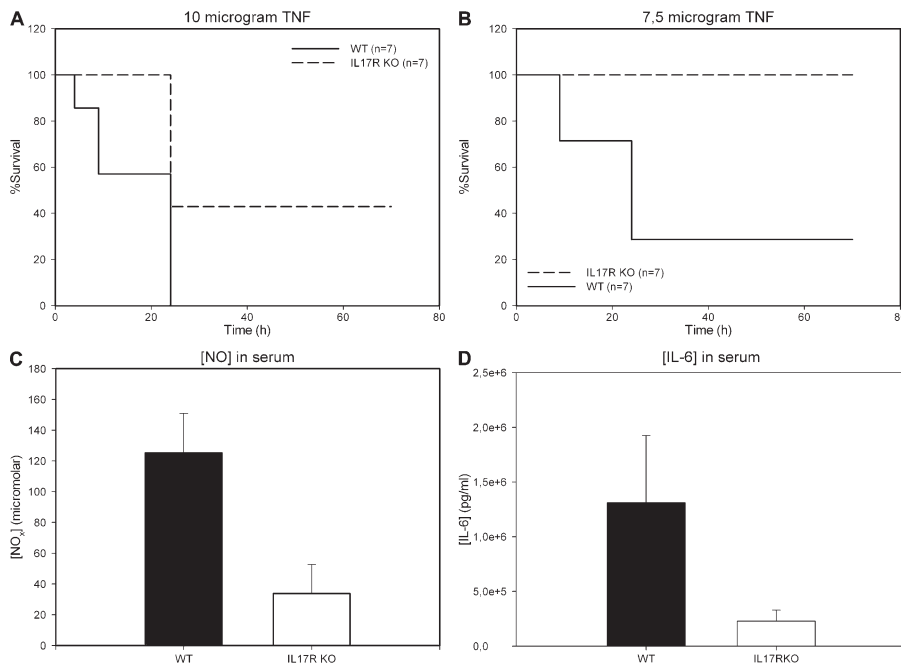 A
10 microgram TNF
120
100
80
60
40
20
0
%Survival
WT (n=7)
IL17R KO (n=7)
0
20
40
60
80
Time (h)
B
7,5 microgram TNF
120
100
80
60
40
20
0
%Survival
IL17R KO (n=7)
WT (n=7)
0
20
40
60
80
Time (h)
C
[NO] in serum
180
160
140
120
100
80
60
40
20
0
[NOx] (micromolar)
WT
IL17R KO
D
[IL-6] in serum
2,5e+6
2,0e+6
1,5e+6
1,0e+6
5,0e+5
0,0
[IL-6] (pg/ml)
WT
IL17RKO